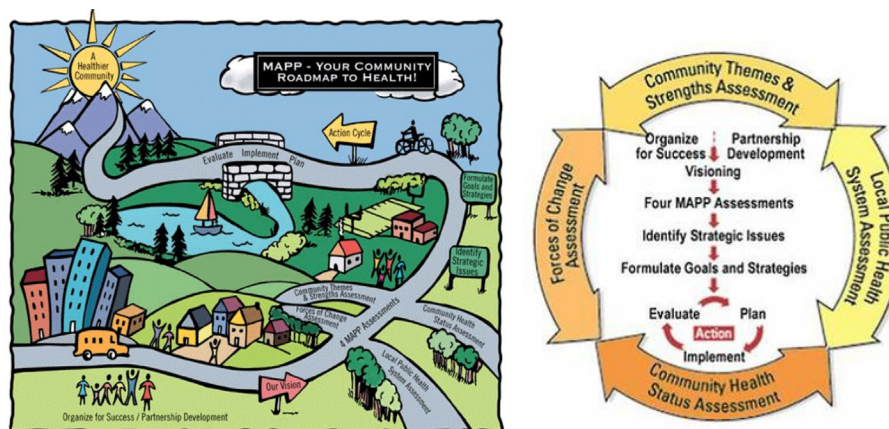 A
Healthier
Community
MAPP - YOUR COMMUNITY
ROADMAP TO HEALTH!
Action Cycle
Evaluate Implement Plan
Formulate
Goals and
Strategies
Identify
Strategic
Issues
Community Themes
& Strengths Assessment
Forces of Change
Assessment
4 MAPP Assessments
Community Health
Status Assessment
Local Public Health
System Assessment
Our Vision
Organize for Success / Partnership Development
Community Themes &
Strengths Assessment
Organize
for Success
Partnership
Development
Visioning
Four MAPP Assessments
Identify Strategic Issues
Formulate Goals and Strategies
Evaluate
Plan
Action
Implement
Forces of Change
Assessment
Local Public Health
System Assessment
Community Health
Status Assessment